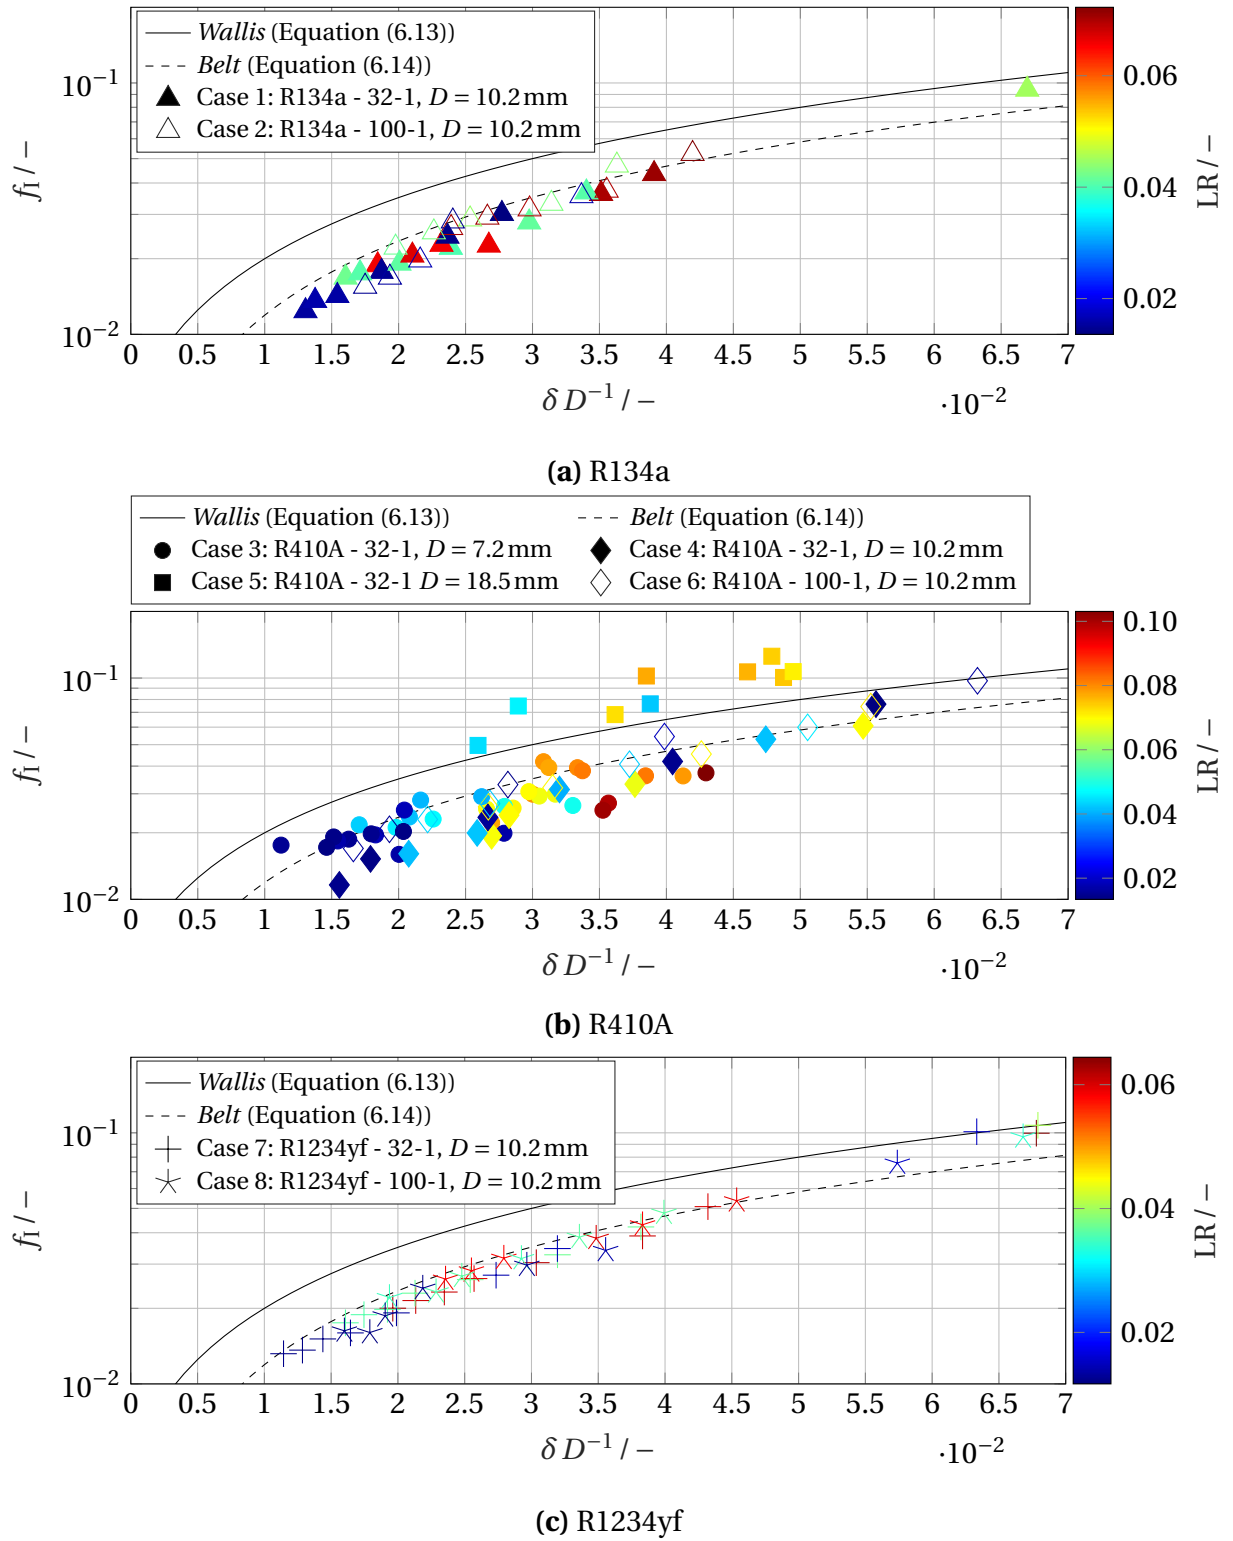 Wallis (Equation (6.13))
Belt (Equation (6.14))
Case 1: R134a - 32-1, D = 10.2 mm
Case 2: R134a - 100-1, D = 10.2 mm
10⁻¹
10⁻²
f_I / −
0 0.5 1 1.5 2 2.5 3 3.5 4 4.5 5 5.5 6 6.5 7
δ D⁻¹ / −
·10⁻²
0.06
0.04
0.02
LR / −
(a) R134a
Wallis (Equation (6.13)) Belt (Equation (6.14))
Case 3: R410A - 32-1, D = 7.2 mm Case 4: R410A - 32-1, D = 10.2 mm
Case 5: R410A - 32-1 D = 18.5 mm Case 6: R410A - 100-1, D = 10.2 mm
10⁻¹
10⁻²
f_I / −
0 0.5 1 1.5 2 2.5 3 3.5 4 4.5 5 5.5 6 6.5 7
δ D⁻¹ / −
·10⁻²
0.10
0.08
0.06
0.04
0.02
LR / −
(b) R410A
Wallis (Equation (6.13))
Belt (Equation (6.14))
Case 7: R1234yf - 32-1, D = 10.2 mm
Case 8: R1234yf - 100-1, D = 10.2 mm
10⁻¹
10⁻²
f_I / −
0 0.5 1 1.5 2 2.5 3 3.5 4 4.5 5 5.5 6 6.5 7
δ D⁻¹ / −
·10⁻²
0.06
0.04
0.02
LR / −
(c) R1234yf